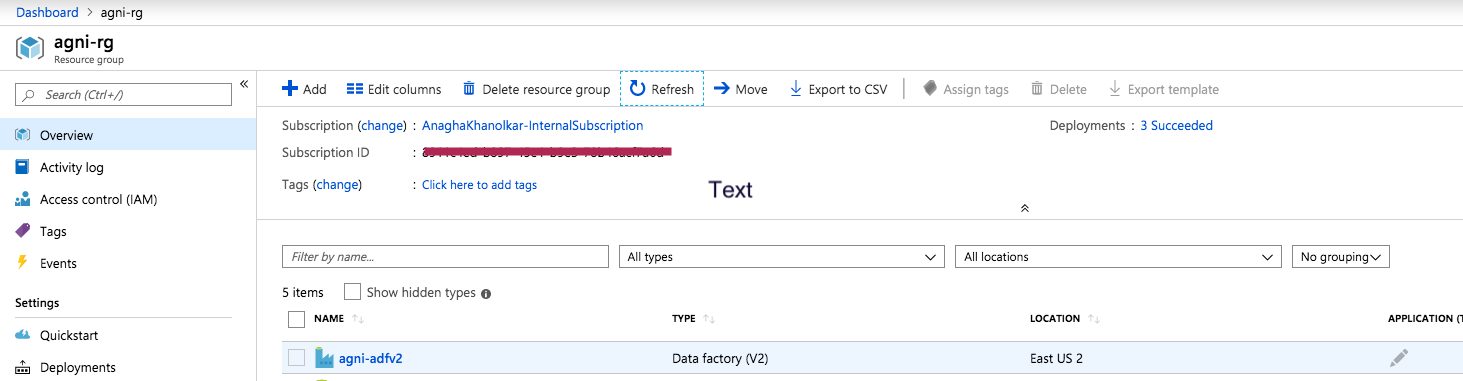 Dashboard > agni-rg
agni-rg
Resource group
Search (Ctrl+/)
«
Overview
Activity log
Access control (IAM)
Tags
Events
Settings
Quickstart
Deployments
Add Edit columns Delete resource group Refresh Move Export to CSV Assign tags Delete Export template
Subscription (change) : AnaghaKhanolkar-InternalSubscription Deployments : 3 Succeeded
Subscription ID :
Tags (change) : Click here to add tags
Text
Filter by name... All types All locations No grouping
5 items Show hidden types
NAME TYPE LOCATION APPLICATION (T
agni-adfv2 Data factory (V2) East US 2